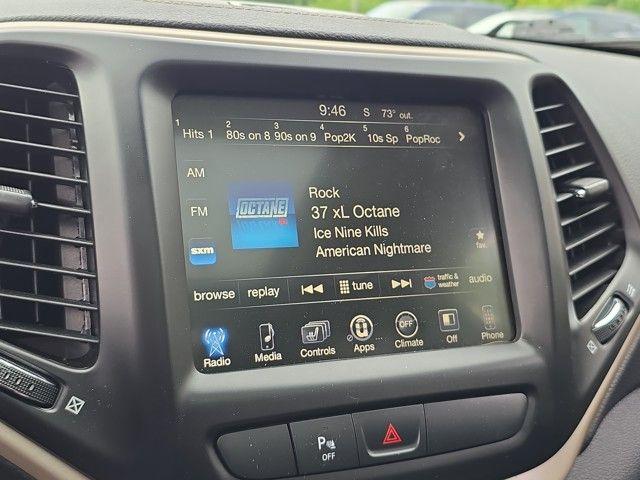 9:46 S 73° out.
1 Hits 1 2 80s on 8 3 90s on 9 4 Pop2K 5 10s Sp 6 PopRoc
AM
FM
sxm
OCTANE
Rock
37 xL Octane
Ice Nine Kills
American Nightmare
fav.
browse replay tune traffic & weather audio
Radio Media Controls Apps OFF Climate Off Phone
P OFF